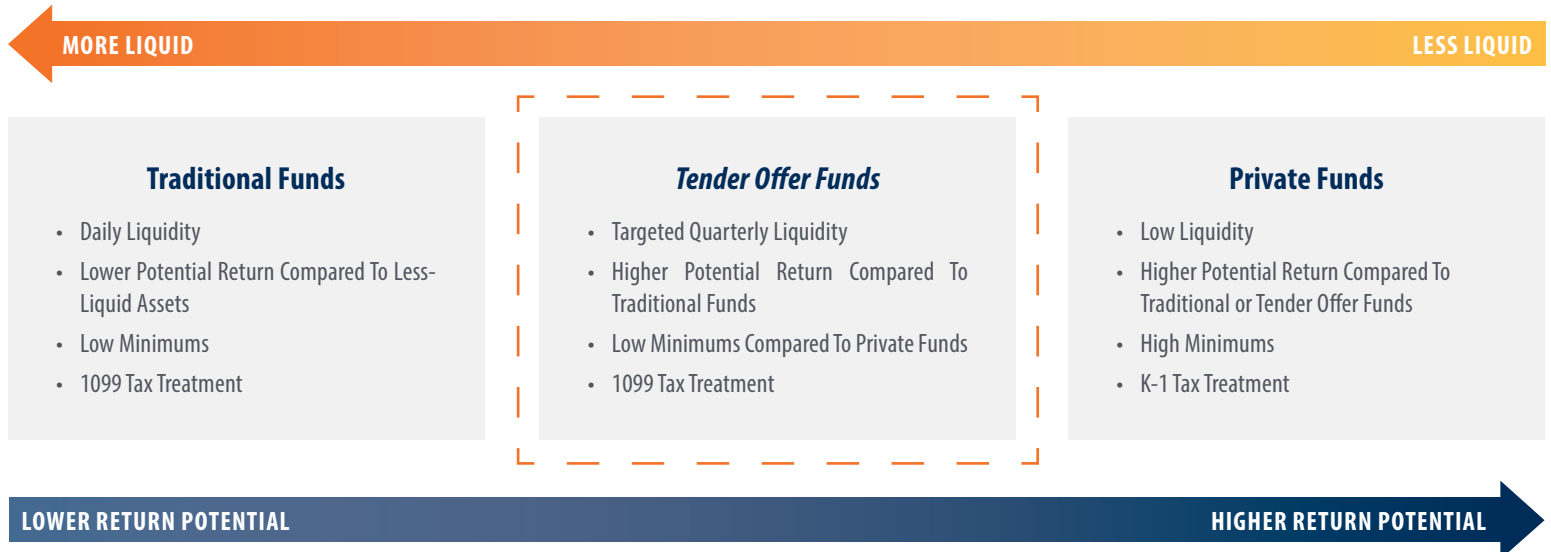 MORE LIQUID
LESS LIQUID
Traditional Funds
• Daily Liquidity
• Lower Potential Return Compared To Less-
Liquid Assets
• Low Minimums
• 1099 Tax Treatment
Tender Offer Funds
• Targeted Quarterly Liquidity
• Higher Potential Return Compared To
Traditional Funds
• Low Minimums Compared To Private Funds
• 1099 Tax Treatment
Private Funds
• Low Liquidity
• Higher Potential Return Compared To
Traditional or Tender Offer Funds
• High Minimums
• K-1 Tax Treatment
LOWER RETURN POTENTIAL
HIGHER RETURN POTENTIAL